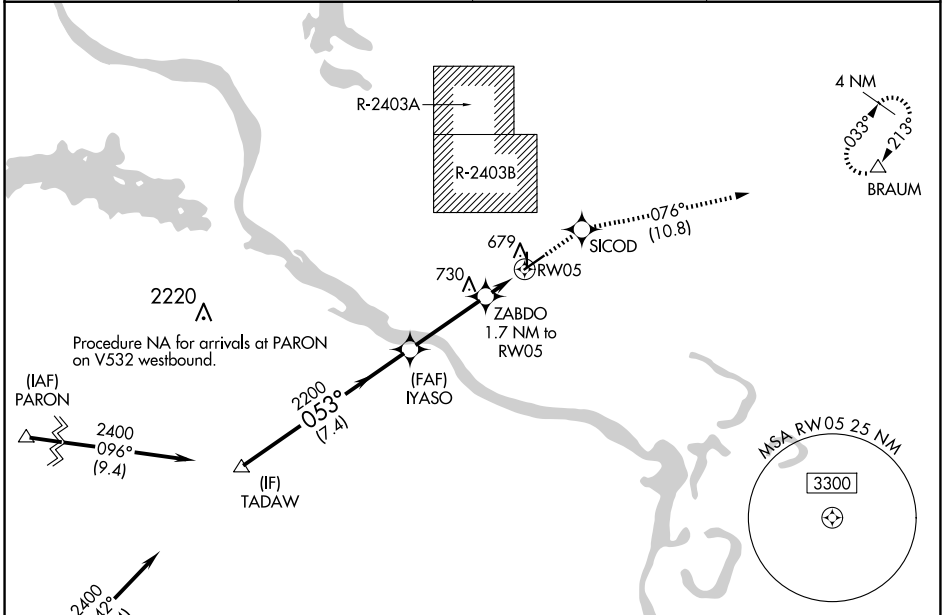 R-2403A
R-2403B
4 NM
033°
213°
BRAUM
076°
(10.8)
SICOD
679
RW05
730
ZABDO
1.7 NM to
RW05
2220
Procedure NA for arrivals at PARON
on V532 westbound.
(FAF)
IYASO
(IAF)
PARON
2400
096°
(9.4)
2200
053°
(7.4)
(IF)
TADAW
MSA RW05 25 NM
3300
2400